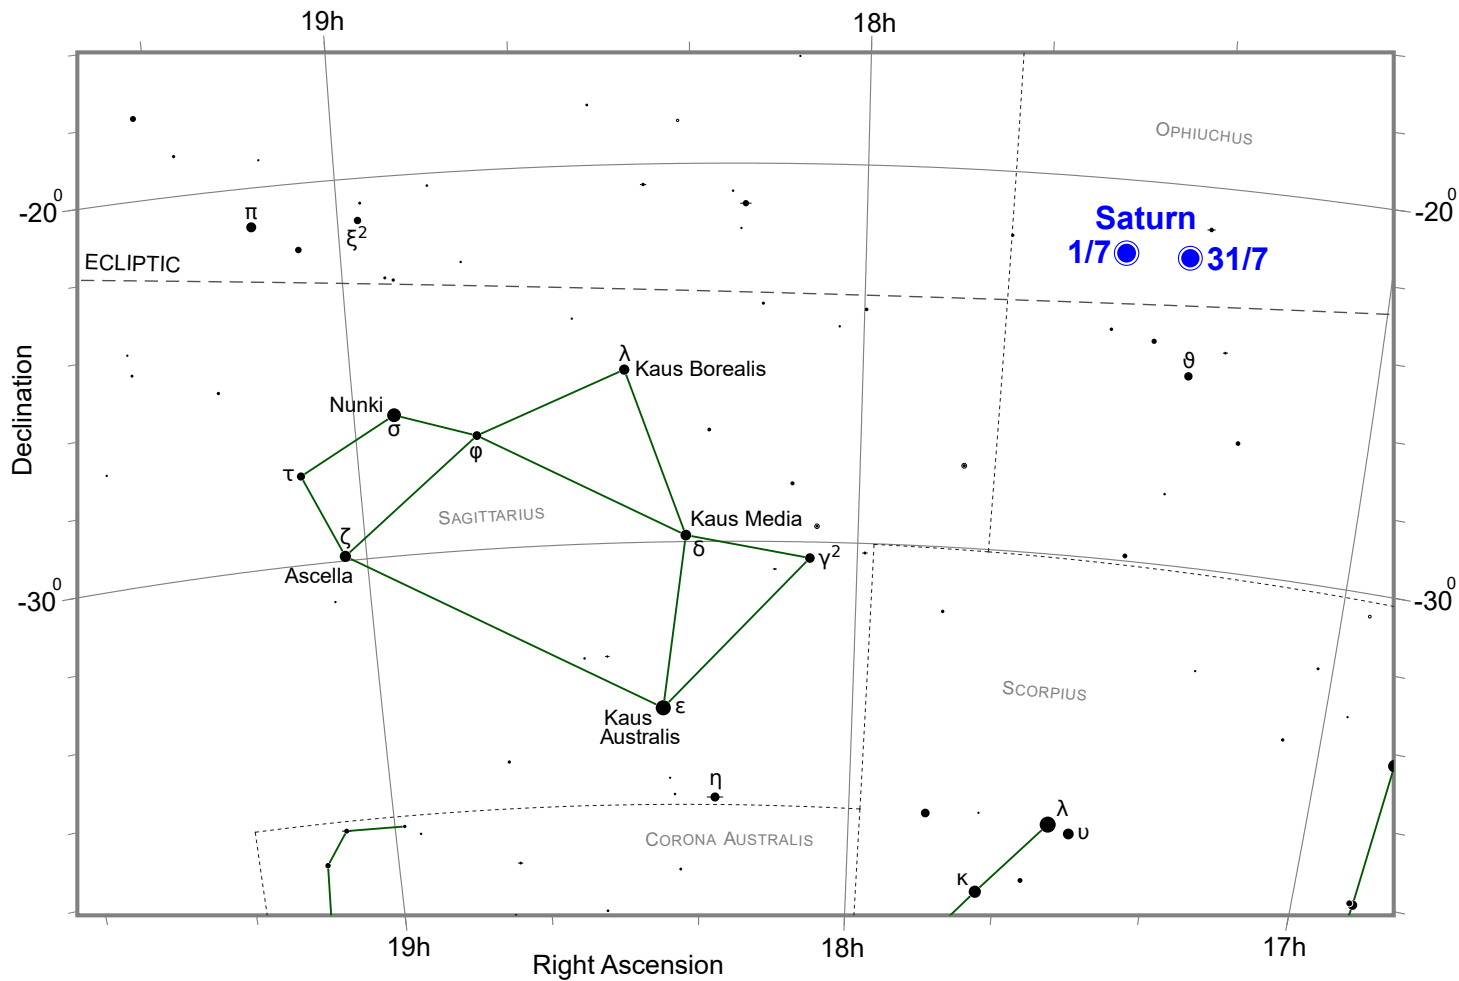 19h
18h
OPHIUCHUS
π
-20⁰
-20⁰
Saturn
ξ²
1/7
31/7
ECLIPTIC
λ
ϑ
Kaus Borealis
Nunki
σ
φ
Declination
τ
SAGITTARIUS
Kaus Media
ζ
δ
γ²
Ascella
-30⁰
-30⁰
SCORPIUS
ε
Kaus
Australis
η
λ
υ
CORONA AUSTRALIS
κ
19h
18h
17h
Right Ascension